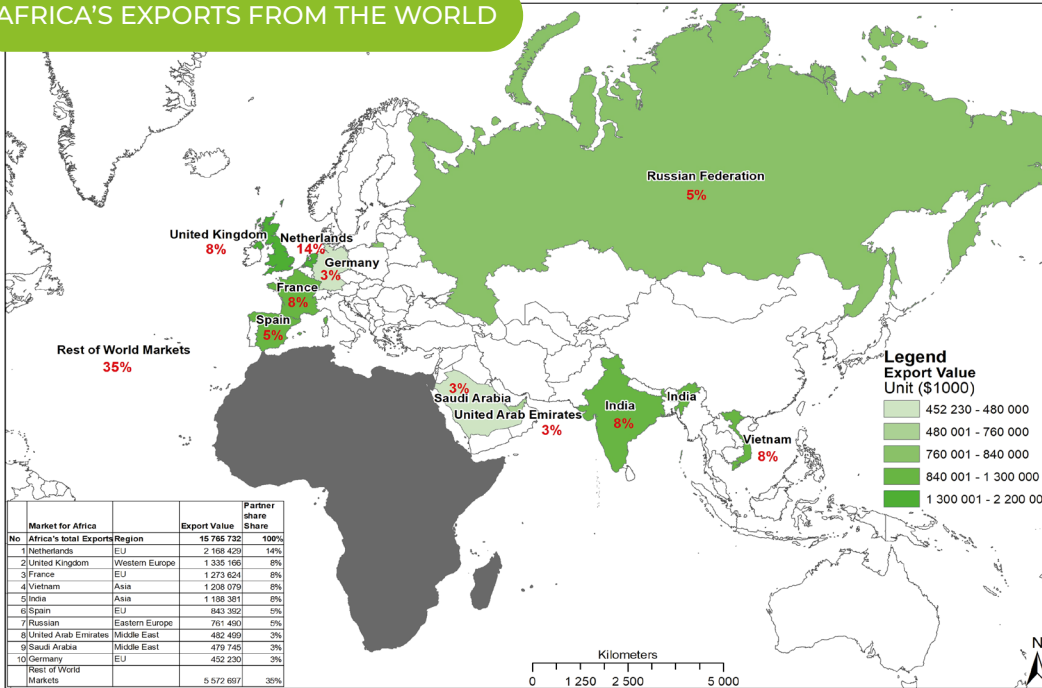 AFRICA'S EXPORTS FROM THE WORLD
Russian Federation
5%
United Kingdom
8%
Netherlands
14%
Germany
3%
France
8%
Spain
5%
Rest of World Markets
35%
3%
Saudi Arabia
United Arab Emirates
3%
India
8%
India
Vietnam
8%
Legend
Export Value
Unit ($1000)
452 230 - 480 000
480 001 - 760 000
760 001 - 840 000
840 001 - 1 300 000
1 300 001 - 2 200 00
Kilometers
0 1 250 2 500 5 000
N
Partner
share
Market for Africa Export Value Share
No Africa's total Exports Region 15 765 732 100%
1 Netherlands EU 2 168 429 14%
2 United Kingdom Western Europe 1 335 166 8%
3 France EU 1 273 624 8%
4 Vietnam Asia 1 208 079 8%
5 India Asia 1 188 381 8%
6 Spain EU 843 392 5%
7 Russian Eastern Europe 761 490 5%
8 United Arab Emirates Middle East 482 499 3%
9 Saudi Arabia Middle East 479 745 3%
10 Germany EU 452 230 3%
Rest of World
Markets 5 572 697 35%